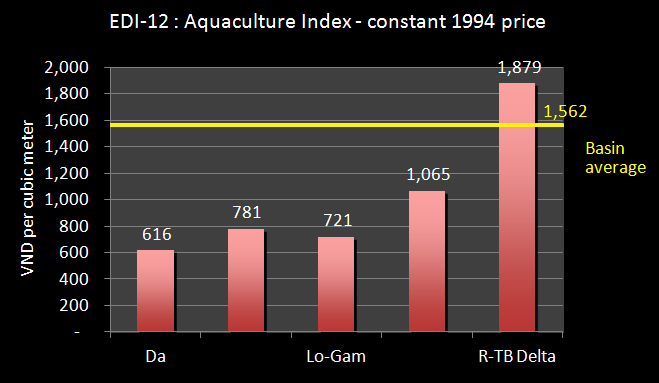 EDI-12 : Aquaculture Index - constant 1994 price
VND per cubic meter
2,000
1,800
1,600
1,400
1,200
1,000
800
600
400
200
-
616
781
721
1,065
1,879
1,562
Basin
average
Da
Lo-Gam
R-TB Delta